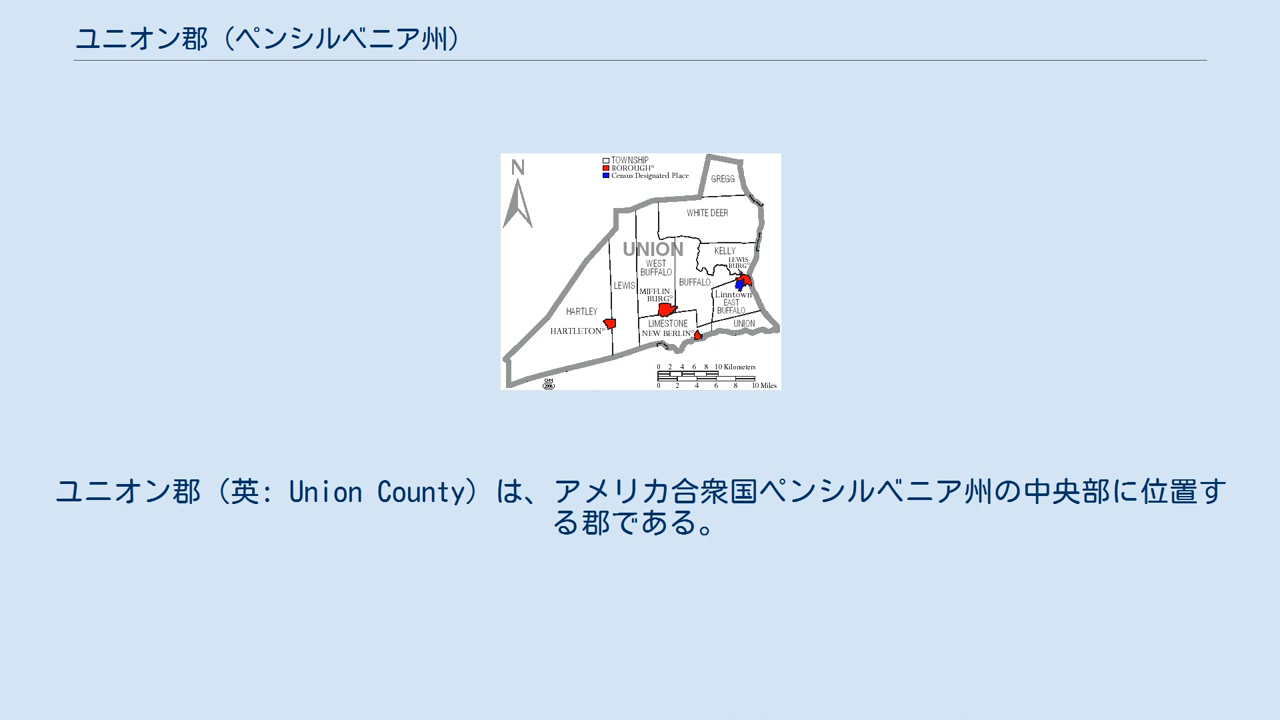 ユニオン郡（ペンシルベニア州）
N
TOWNSHIP
BOROUGH°
Census Designated Place
GREGG
WHITE DEER
UNION
KELLY
WEST
BUFFALO
LEWIS-
BURG°
LEWIS
BUFFALO
MIFFLIN-
BURG°
Linntown
EAST
BUFFALO
HARTLEY
HARTLETON°
LIMESTONE
UNION
NEW BERLIN°
0 2 4 6 8 10 Kilometers
0 2 4 6 8 10 Miles
ユニオン郡（英: Union County）は、アメリカ合衆国ペンシルベニア州の中央部に位置す
る郡である。